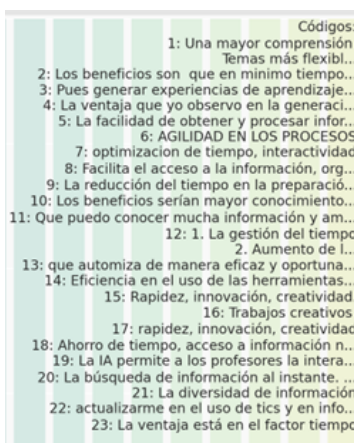 Códigos:
1: Una mayor comprensión
Temas más flexibl...
2: Los beneficios son  que en minimo tiempo...
3: Pues generar experiencias de aprendizaje...
4: La ventaja que yo observo en la generaci...
5: La facilidad de obtener y procesar infor...
6: AGILIDAD EN LOS PROCESOS
7: optimizacion de tiempo, interactividad
8: Facilita el acceso a la información, org...
9: La reducción del tiempo en la preparació...
10: Los beneficios serían mayor conocimiento...
11: Que puedo conocer mucha información y am...
12: 1. La gestión del tiempo
2. Aumento de l...
13: que automiza de manera eficaz y oportuna...
14: Eficiencia en el uso de las herramientas...
15: Rapidez, innovación, creatividad
16: Trabajos creativos
17: rapidez, innovación, creatividad
18: Ahorro de tiempo, acceso a información n...
19: La IA permite a los profesores la intera...
20: La búsqueda de información al instante. ...
21: La diversidad de información
22: actualizarme en el uso de tics y en info...
23: La ventaja está en el factor tiempo